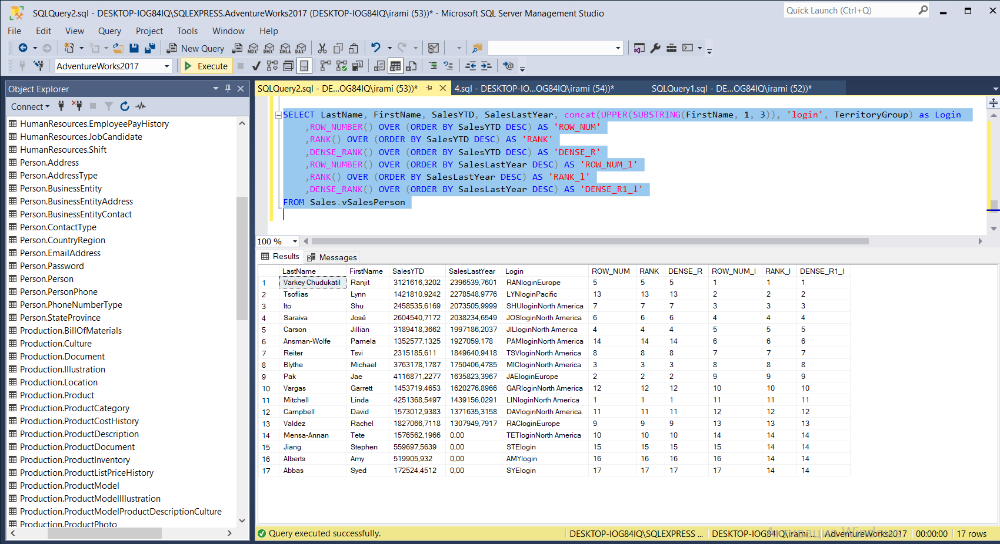 SQLQuery2.sql - DESKTOP-IOG84IQ\SQLEXPRESS.AdventureWorks2017 (DESKTOP-IOG84IQ\irami (53))* - Microsoft SQL Server Management Studio
Quick Launch (Ctrl+Q)
File Edit View Query Project Tools Window Help
New Query MDX DMX XMLA DAX
AdventureWorks2017 Execute
Object Explorer
Connect
HumanResources.EmployeePayHistory
HumanResources.JobCandidate
HumanResources.Shift
Person.Address
Person.AddressType
Person.BusinessEntity
Person.BusinessEntityAddress
Person.BusinessEntityContact
Person.ContactType
Person.CountryRegion
Person.EmailAddress
Person.Password
Person.Person
Person.PersonPhone
Person.PhoneNumberType
Person.StateProvince
Production.BillOfMaterials
Production.Culture
Production.Document
Production.Illustration
Production.Location
Production.Product
Production.ProductCategory
Production.ProductCostHistory
Production.ProductDescription
Production.ProductDocument
Production.ProductInventory
Production.ProductListPriceHistory
Production.ProductModel
Production.ProductModelIllustration
Production.ProductModelProductDescriptionCulture
Production.ProductPhoto
SQLQuery2.sql - DE...OG84IQ\irami (53))* 4.sql - DESKTOP-IO...OG84IQ\irami (54))* SQLQuery1.sql - DE...OG84IQ\irami (52))*
SELECT LastName, FirstName, SalesYTD, SalesLastYear, concat(UPPER(SUBSTRING(FirstName, 1, 3)), 'login', TerritoryGroup) as Login
,ROW_NUMBER() OVER (ORDER BY SalesYTD DESC) AS 'ROW_NUM'
,RANK() OVER (ORDER BY SalesYTD DESC) AS 'RANK'
,DENSE_RANK() OVER (ORDER BY SalesYTD DESC) AS 'DENSE_R'
,ROW_NUMBER() OVER (ORDER BY SalesLastYear DESC) AS 'ROW_NUM_l'
,RANK() OVER (ORDER BY SalesLastYear DESC) AS 'RANK_l'
,DENSE_RANK() OVER (ORDER BY SalesLastYear DESC) AS 'DENSE_R1_l'
FROM Sales.vSalesPerson
100 %
Results Messages
LastName FirstName SalesYTD SalesLastYear Login ROW_NUM RANK DENSE_R ROW_NUM_l RANK_l DENSE_R1_l
1 Varkey Chudukatil Ranjit 3121616,3202 2396539,7601 RANloginEurope 5 5 5 1 1 1
2 Tsoflias Lynn 1421810,9242 2278548,9776 LYNloginPacific 13 13 13 2 2 2
3 Ito Shu 2458535,6169 2073505,9999 SHUloginNorth America 7 7 7 3 3 3
4 Saraiva José 2604540,7172 2038234,6549 JOSloginNorth America 6 6 6 4 4 4
5 Carson Jillian 3189418,3662 1997186,2037 JILloginNorth America 4 4 4 5 5 5
6 Ansman-Wolfe Pamela 1352577,1325 1927059,178 PAMloginNorth America 14 14 14 6 6 6
7 Reiter Tsvi 2315185,611 1849640,9418 TSVloginNorth America 8 8 8 7 7 7
8 Blythe Michael 3763178,1787 1750406,4785 MICloginNorth America 3 3 3 8 8 8
9 Pak Jae 4116871,2277 1635823,3967 JAEloginEurope 2 2 2 9 9 9
10 Vargas Garrett 1453719,4653 1620276,8966 GARloginNorth America 12 12 12 10 10 10
11 Mitchell Linda 4251368,5497 1439156,0291 LINloginNorth America 1 1 1 11 11 11
12 Campbell David 1573012,9383 1371635,3158 DAVloginNorth America 11 11 11 12 12 12
13 Valdez Rachel 1827066,7118 1307949,7917 RACloginEurope 9 9 9 13 13 13
14 Mensa-Annan Tete 1576562,1966 0,00 TETloginNorth America 10 10 10 14 14 14
15 Jiang Stephen 559697,5639 0,00 STElogin 15 15 15 15 14 14
16 Alberts Amy 519905,932 0,00 AMYlogin 16 16 16 16 14 14
17 Abbas Syed 172524,4512 0,00 SYElogin 17 17 17 17 14 14
Query executed successfully. DESKTOP-IOG84IQ\SQLEXPRESS ... DESKTOP-IOG84IQ\irami ... AdventureWorks2017 00:00:00 17 rows
Активация Windows